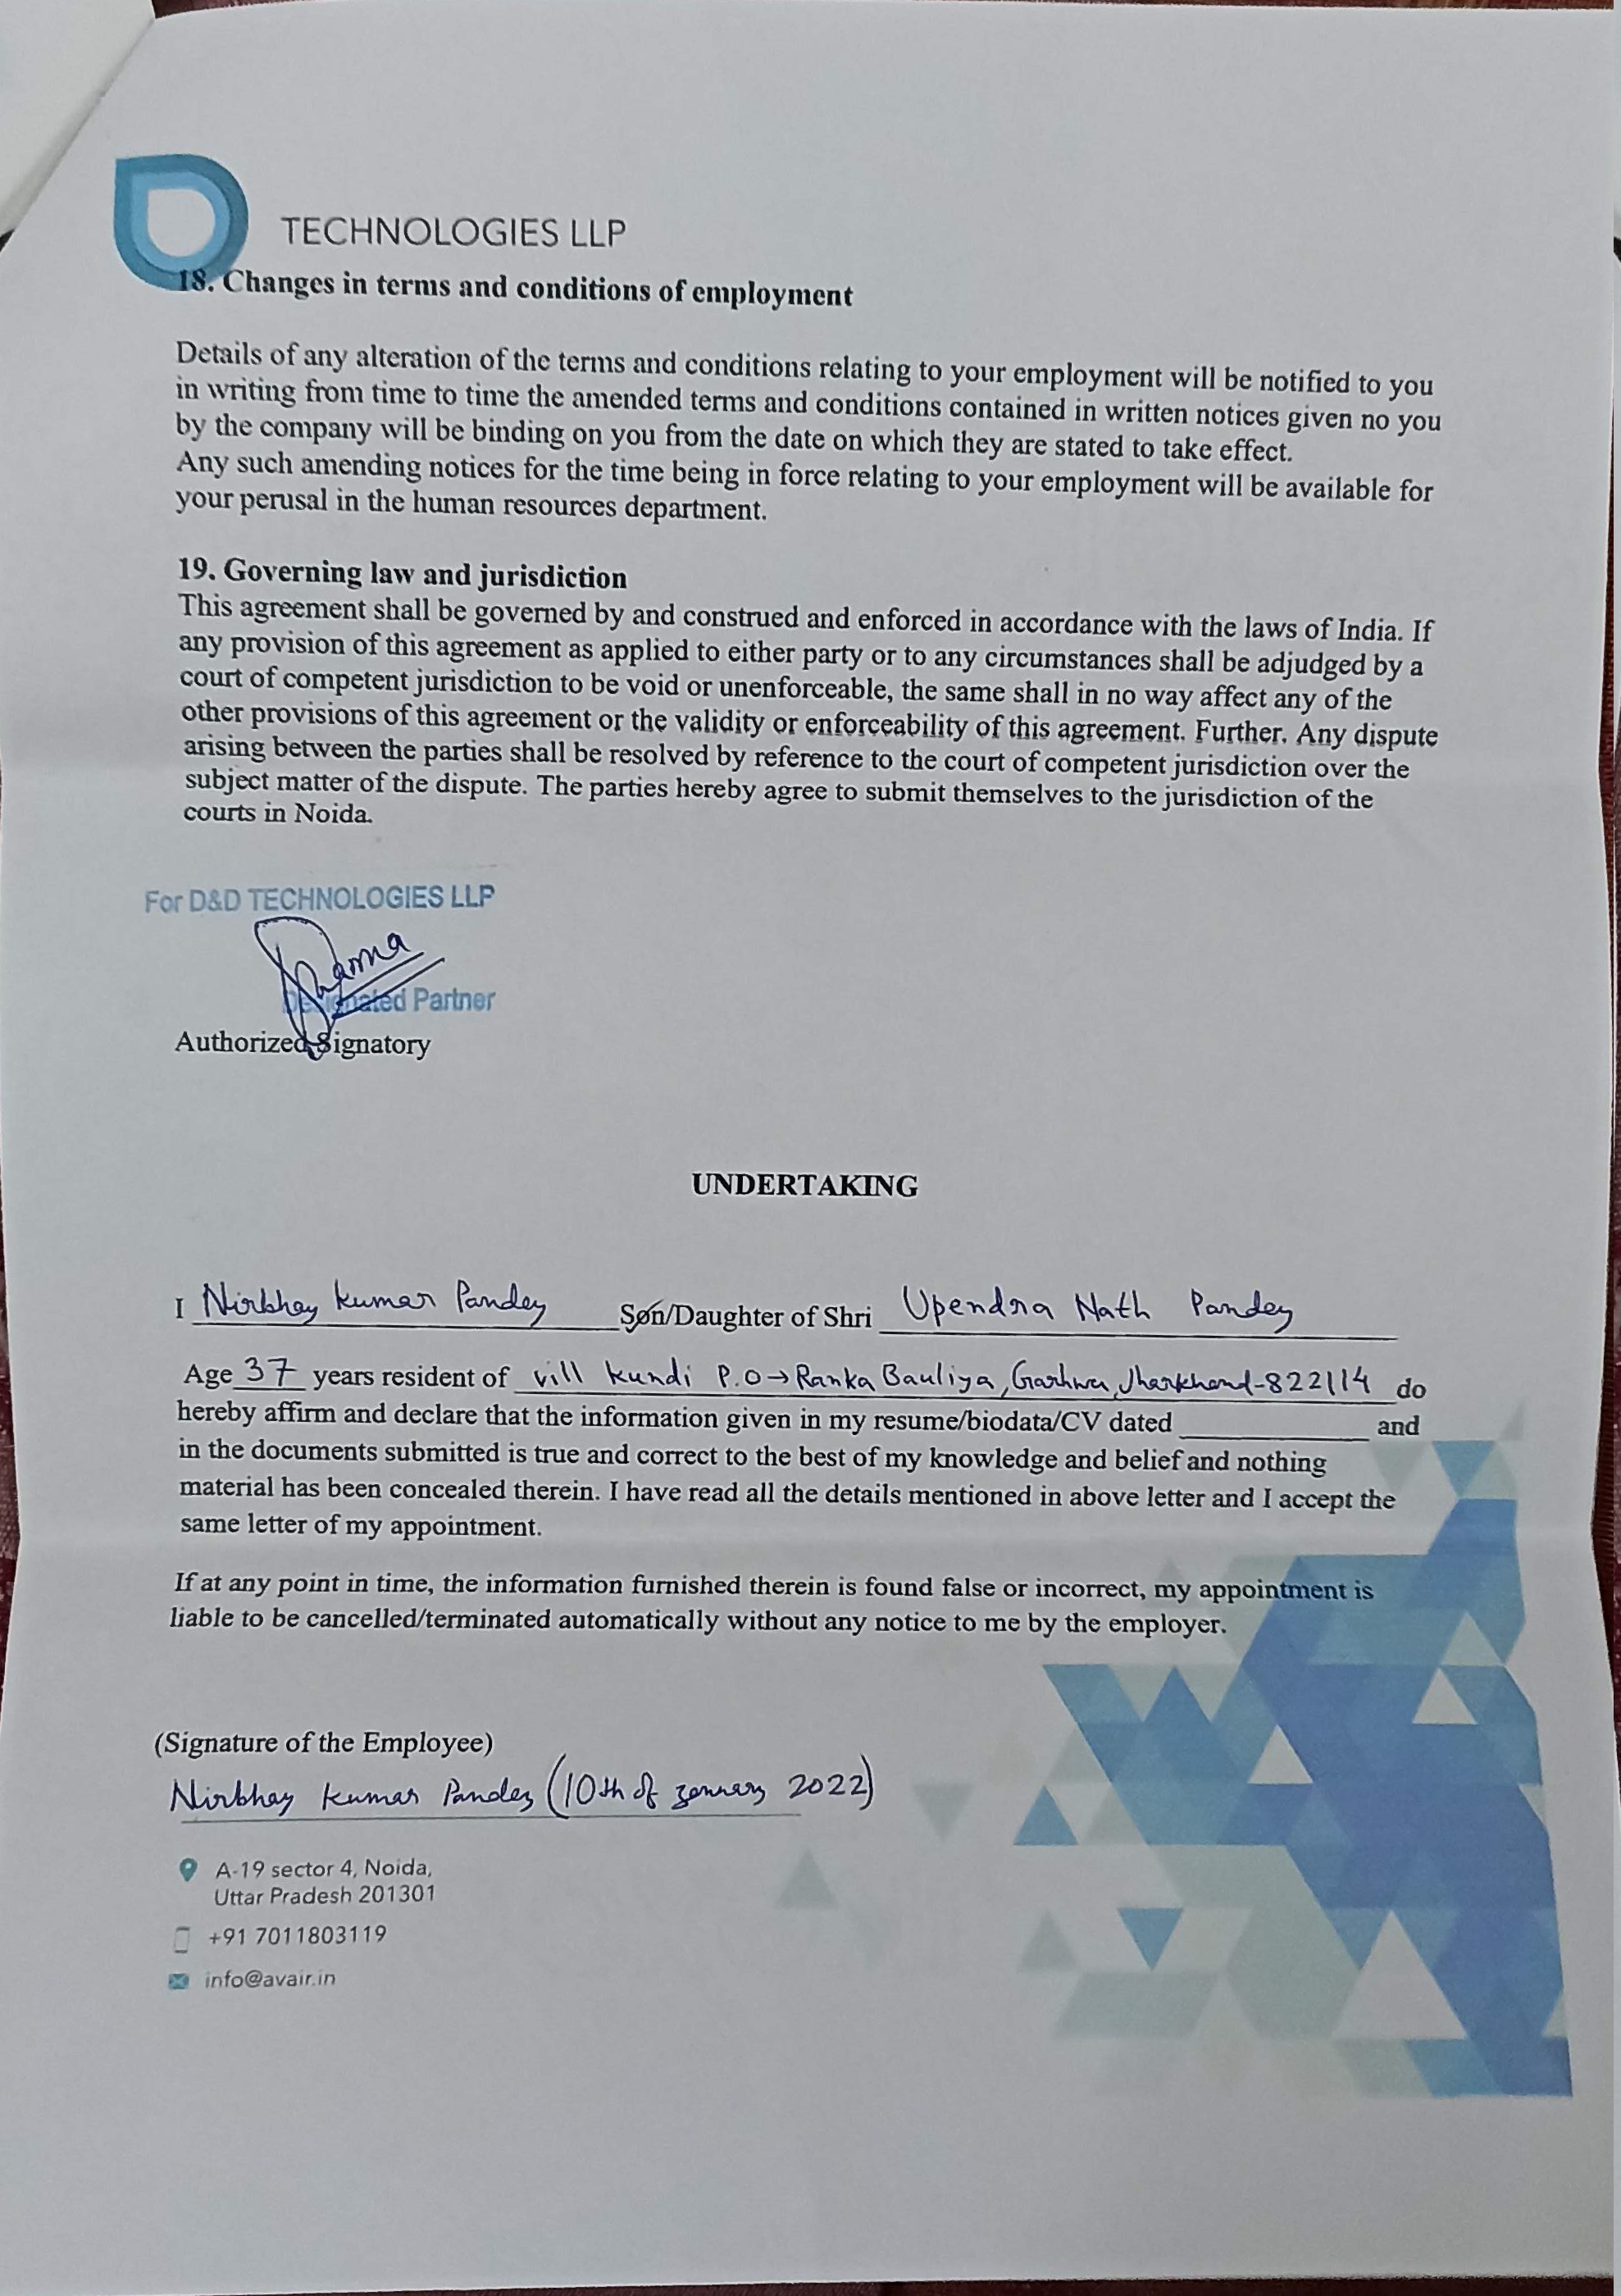 TECHNOLOGIES LLP
18. Changes in terms and conditions of employment
Details of any alteration of the terms and conditions relating to your employment will be notified to you
in writing from time to time the amended terms and conditions contained in written notices given no you
by the company will be binding on you from the date on which they are stated to take effect.
Any such amending notices for the time being in force relating to your employment will be available for
your perusal in the human resources department.
19. Governing law and jurisdiction
This agreement shall be governed by and construed and enforced in accordance with the laws of India. If
any provision of this agreement as applied to either party or to any circumstances shall be adjudged by a
court of competent jurisdiction to be void or unenforceable, the same shall in no way affect any of the
other provisions of this agreement or the validity or enforceability of this agreement. Further. Any dispute
arising between the parties shall be resolved by reference to the court of competent jurisdiction over the
subject matter of the dispute. The parties hereby agree to submit themselves to the jurisdiction of the
courts in Noida.
For D&D TECHNOLOGIES LLP
Designated Partner
Authorized Signatory
UNDERTAKING
I Nirbhay Kumar Pandey Son/Daughter of Shri Upendra Nath Pandey
Age 37 years resident of vill kundi P.O→Ranka Bauliya, Garhwa, Jharkhand-822114 do
hereby affirm and declare that the information given in my resume/biodata/CV dated ____________ and
in the documents submitted is true and correct to the best of my knowledge and belief and nothing
material has been concealed therein. I have read all the details mentioned in above letter and I accept the
same letter of my appointment.
If at any point in time, the information furnished therein is found false or incorrect, my appointment is
liable to be cancelled/terminated automatically without any notice to me by the employer.
(Signature of the Employee)
Nirbhay Kumar Pandey (10th of January 2022)
A-19 sector 4, Noida,
Uttar Pradesh 201301
+91 7011803119
info@avair.in